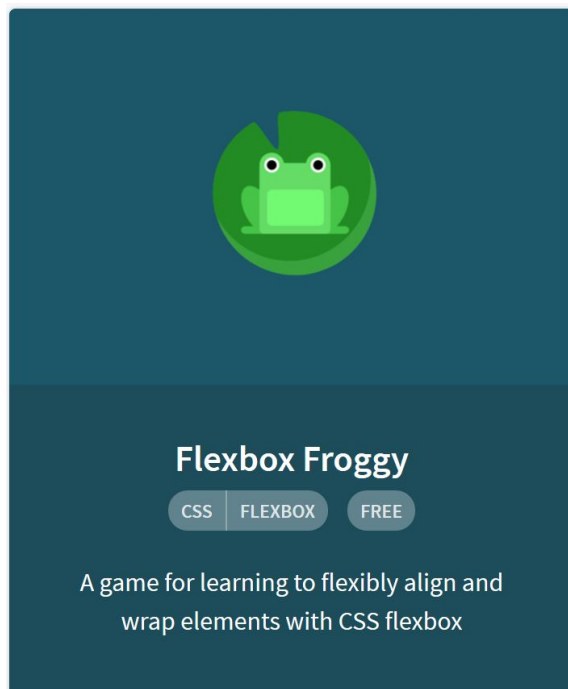 Flexbox Froggy
CSS FLEXBOX FREE
A game for learning to flexibly align and
wrap elements with CSS flexbox